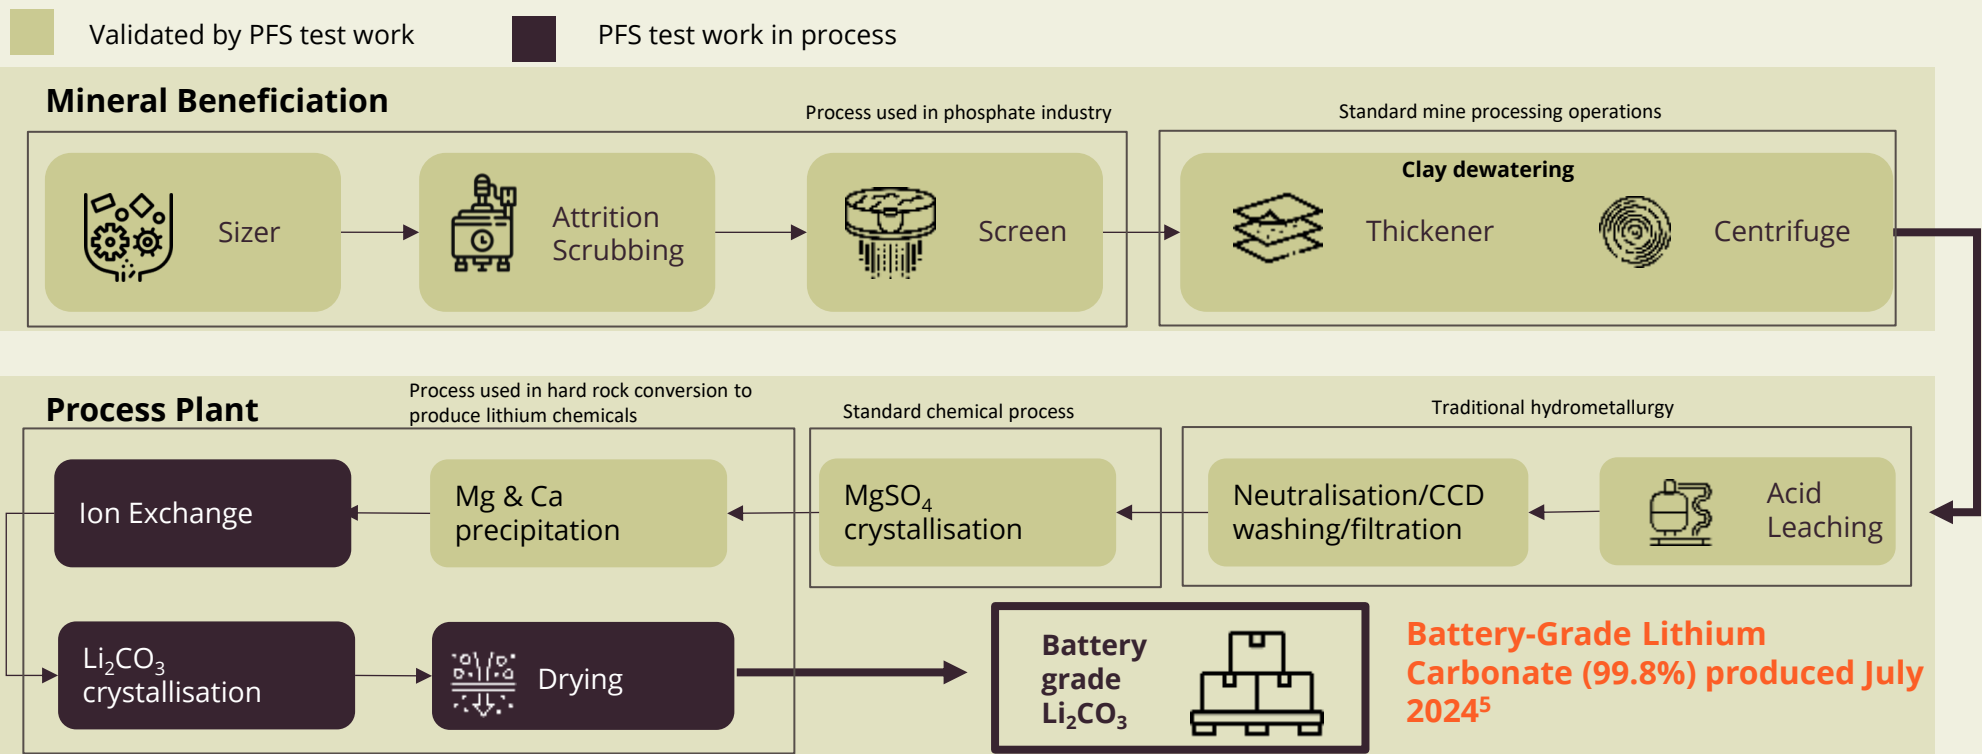 Validated by PFS test work
PFS test work in process
Mineral Beneficiation
Process used in phosphate industry
Standard mine processing operations
Sizer
Attrition
Scrubbing
Screen
Clay dewatering
Thickener
Centrifuge
Process Plant
Process used in hard rock conversion to
produce lithium chemicals
Standard chemical process
Traditional hydrometallurgy
Ion Exchange
Mg & Ca
precipitation
MgSO₄
crystallisation
Neutralisation/CCD
washing/filtration
Acid
Leaching
Li₂CO₃
crystallisation
Drying
Battery
grade
Li₂CO₃
Battery-Grade Lithium
Carbonate (99.8%) produced July
2024⁵